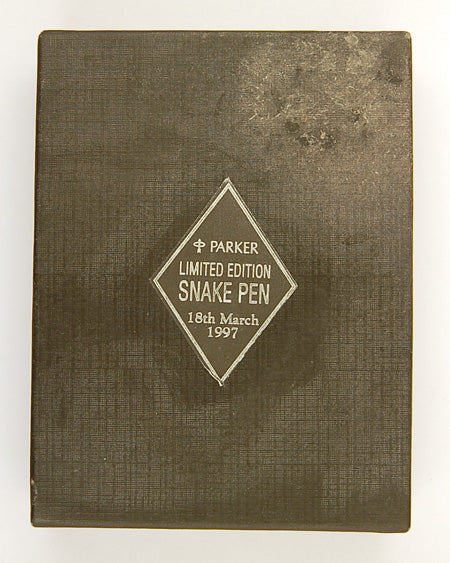 PARKER
LIMITED EDITION
SNAKE PEN
18th March
1997